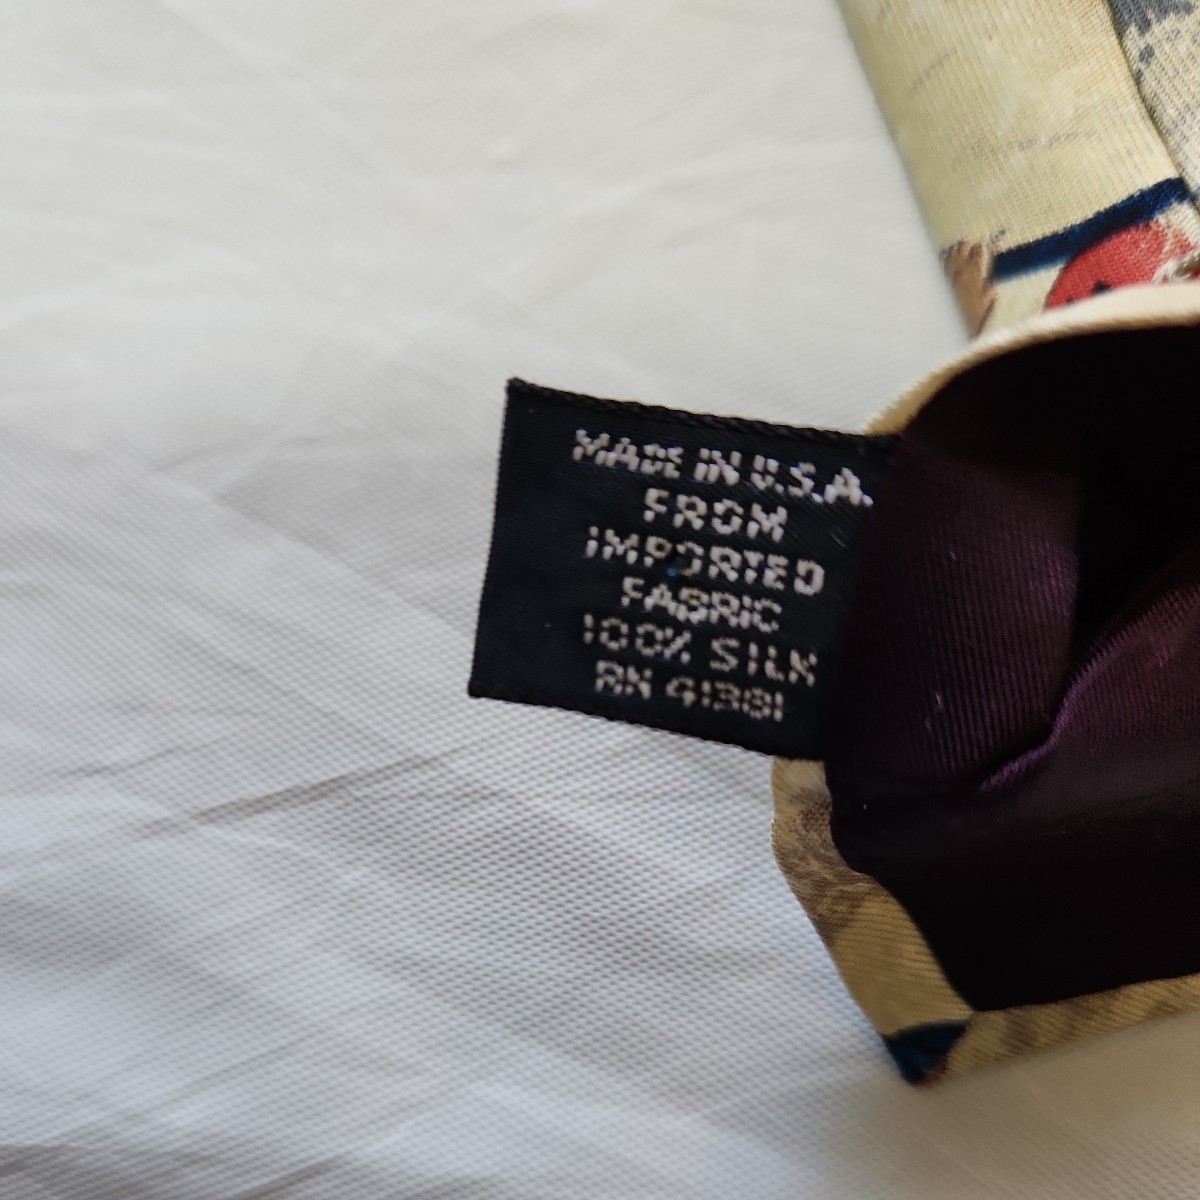 MADE IN U.S.A.
FROM
IMPORTED
FABRIC
100% SILK
RN 41381